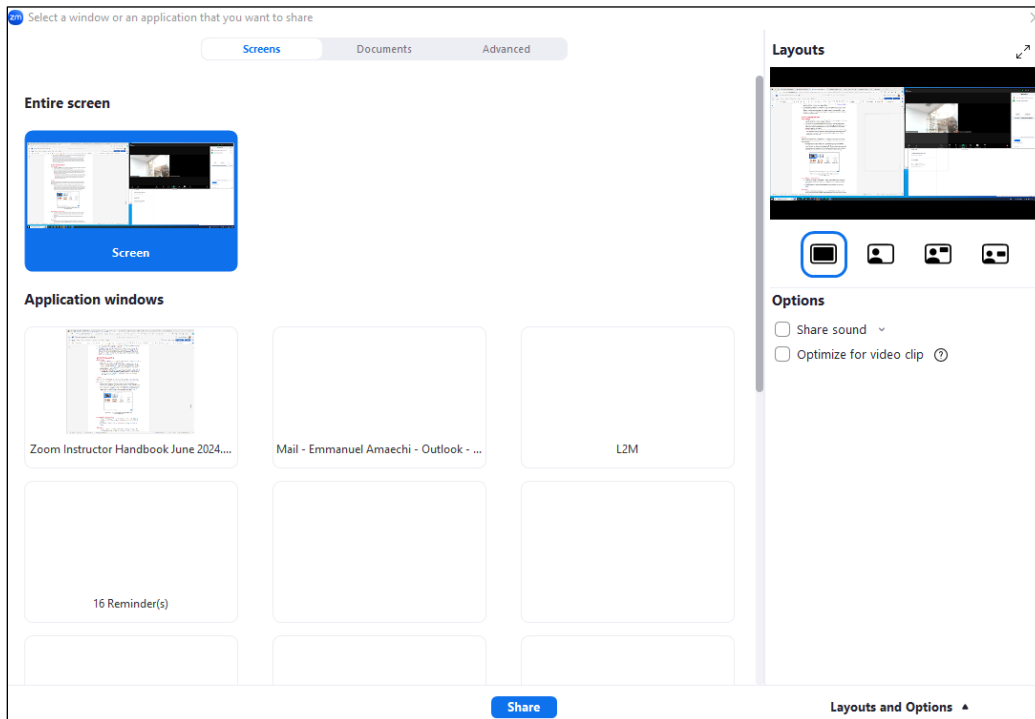 zm Select a window or an application that you want to share
Screens Documents Advanced
Entire screen
Screen
Application windows
Zoom Instructor Handbook June 2024....
Mail - Emmanuel Amaechi - Outlook - ...
L2M
16 Reminder(s)
Share
Layouts
Options
Share sound
Optimize for video clip ?
Layouts and Options